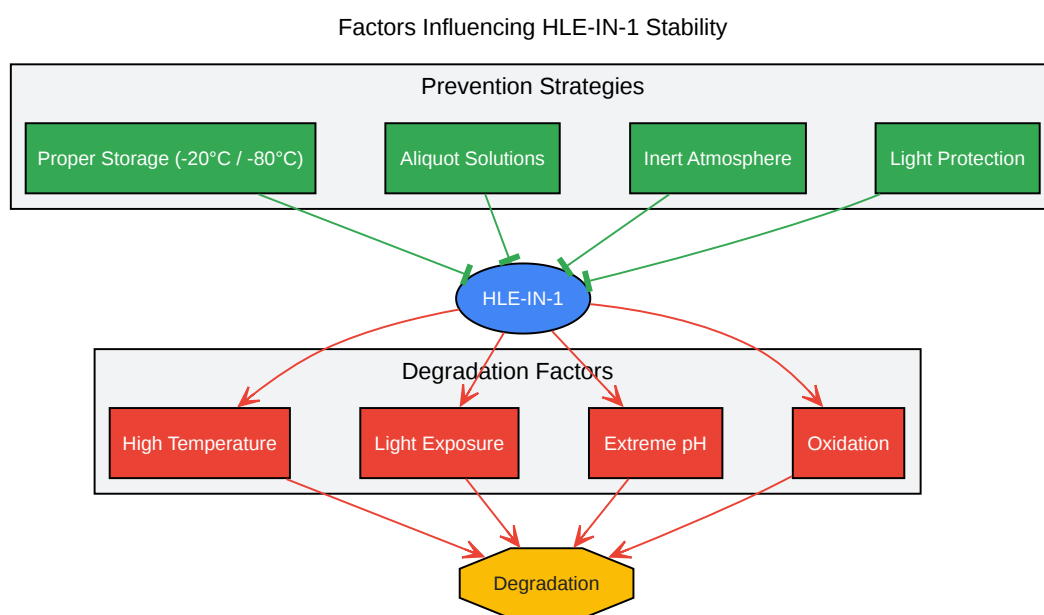 Factors Influencing HLE-IN-1 Stability
Prevention Strategies
Proper Storage (-20°C / -80°C)
Aliquot Solutions
Inert Atmosphere
Light Protection
HLE-IN-1
Degradation Factors
High Temperature
Light Exposure
Extreme pH
Oxidation
Degradation